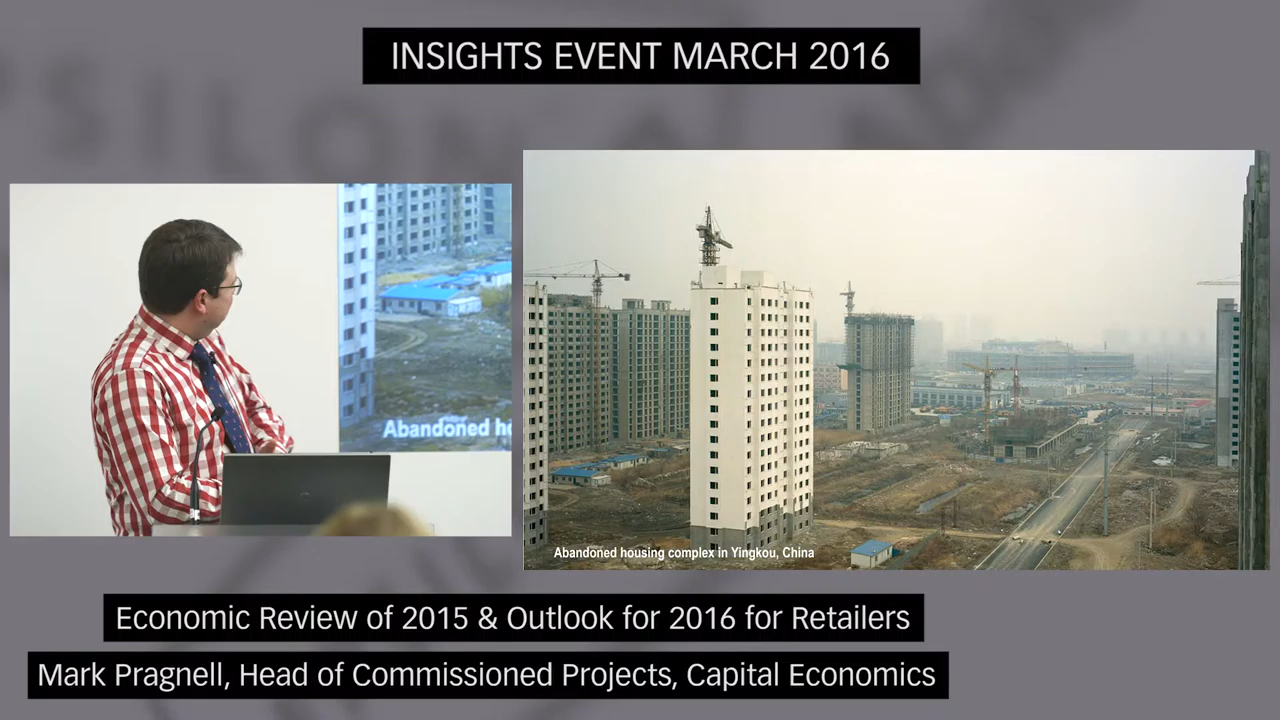 INSIGHTS EVENT MARCH 2016
Abandoned
Abandoned housing complex in Yingkou, China
Economic Review of 2015 & Outlook for 2016 for Retailers
Mark Pragnell, Head of Commissioned Projects, Capital Economics